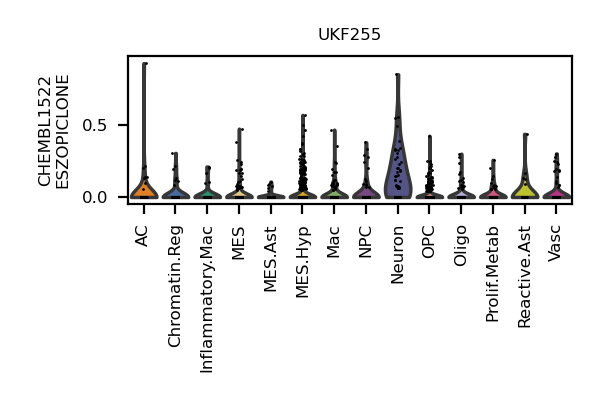 UKF255
CHEMBL1522
ESZOPICLONE
0.5
0.0
AC
Chromatin.Reg
Inflammatory.Mac
MES
MES.Ast
MES.Hyp
Mac
NPC
Neuron
OPC
Oligo
Prolif.Metab
Reactive.Ast
Vasc